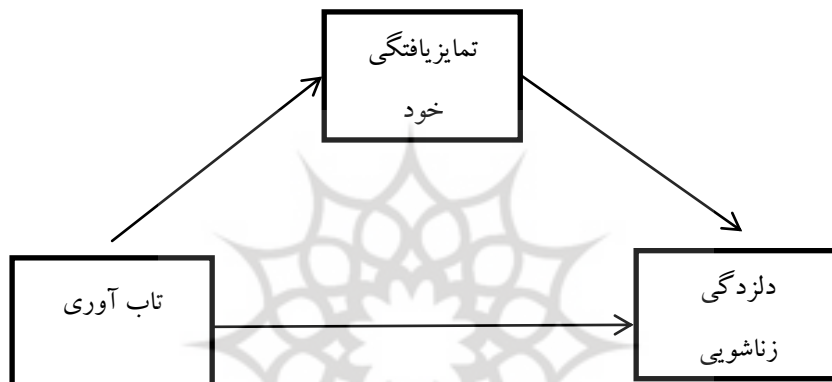 تمایزیافتگی
خود
تاب آوری
دلزدگی
زناشویی